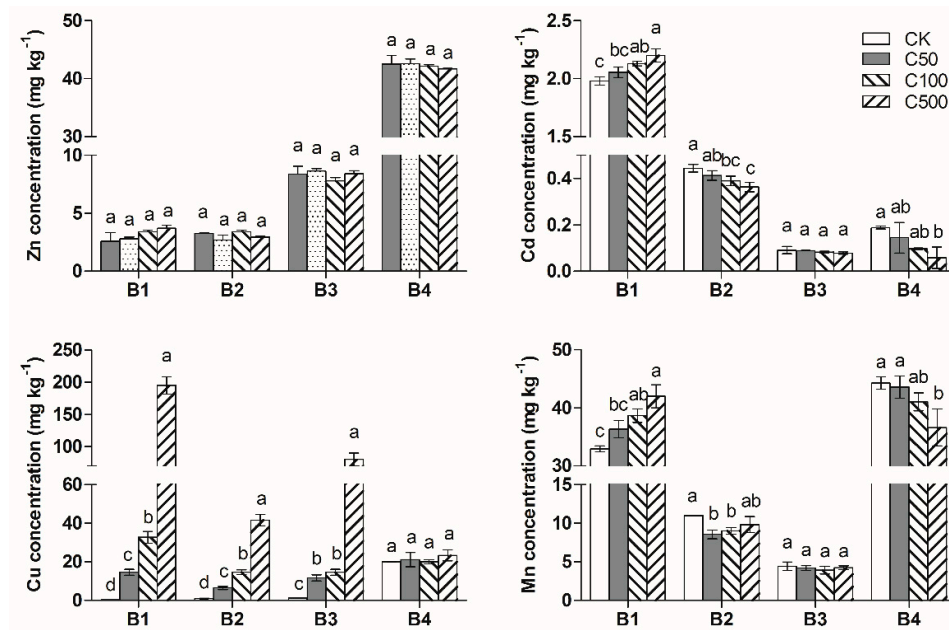 Zn concentration (mg kg⁻¹)
50
40
30
10
5
0
a a a a
a a a a
a a a a
a a a a
B1 B2 B3 B4
Cd concentration (mg kg⁻¹)
2.5
2.0
1.5
0.4
0.2
0.0
c bc ab a
a ab bc c
a a a a
a ab ab b
B1 B2 B3 B4
CK
C50
C100
C500
Cu concentration (mg kg⁻¹)
250
200
150
100
60
40
20
0
d c b a
d c b a
c b b a
a a a a
B1 B2 B3 B4
Mn concentration (mg kg⁻¹)
50
40
30
15
10
5
0
c bc ab a
a b b ab
a a a a
a a ab b
B1 B2 B3 B4